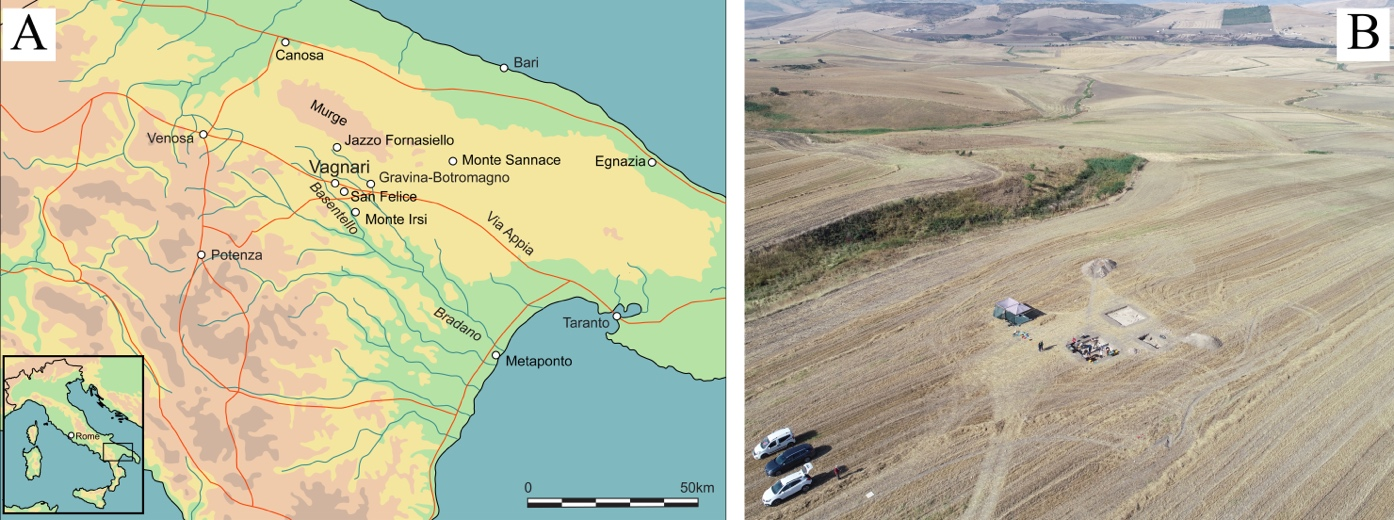 A
Canosa
Bari
Murge
Venosa
Jazzo Fornasiello
Vagnari
Monte Sannace
Egnazia
Gravina-Botromagno
San Felice
Basentello
Monte Irsi
Via Appia
Potenza
Bradano
Taranto
Metaponto
Rome
0 50km
B